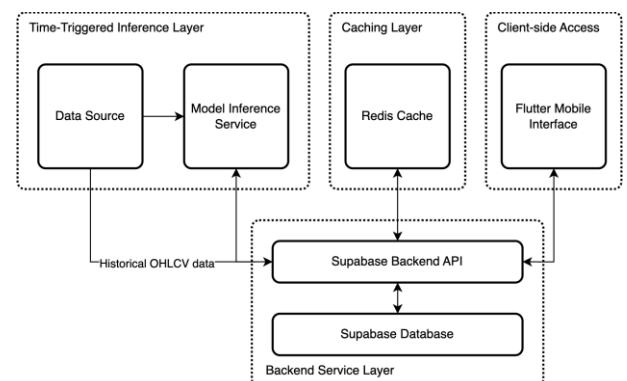 Time-Triggered Inference Layer
Caching Layer
Client-side Access
Data Source
Model Inference
Service
Redis Cache
Flutter Mobile
Interface
Historical OHLCV data
Supabase Backend API
Supabase Database
Backend Service Layer